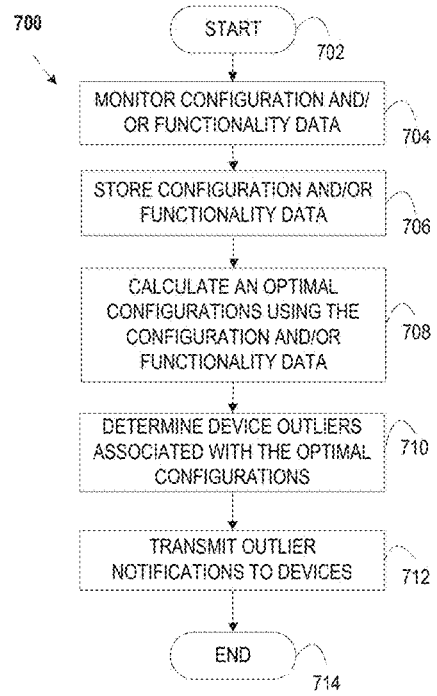 700
START
702
MONITOR CONFIGURATION AND/
OR FUNCTIONALITY DATA
704
STORE CONFIGURATION AND/OR
FUNCTIONALITY DATA
706
CALCULATE AN OPTIMAL
CONFIGURATIONS USING THE
CONFIGURATION AND/OR
FUNCTIONALITY DATA
708
DETERMINE DEVICE OUTLIERS
ASSOCIATED WITH THE OPTIMAL
CONFIGURATIONS
710
TRANSMIT OUTLIER
NOTIFICATIONS TO DEVICES
712
END
714